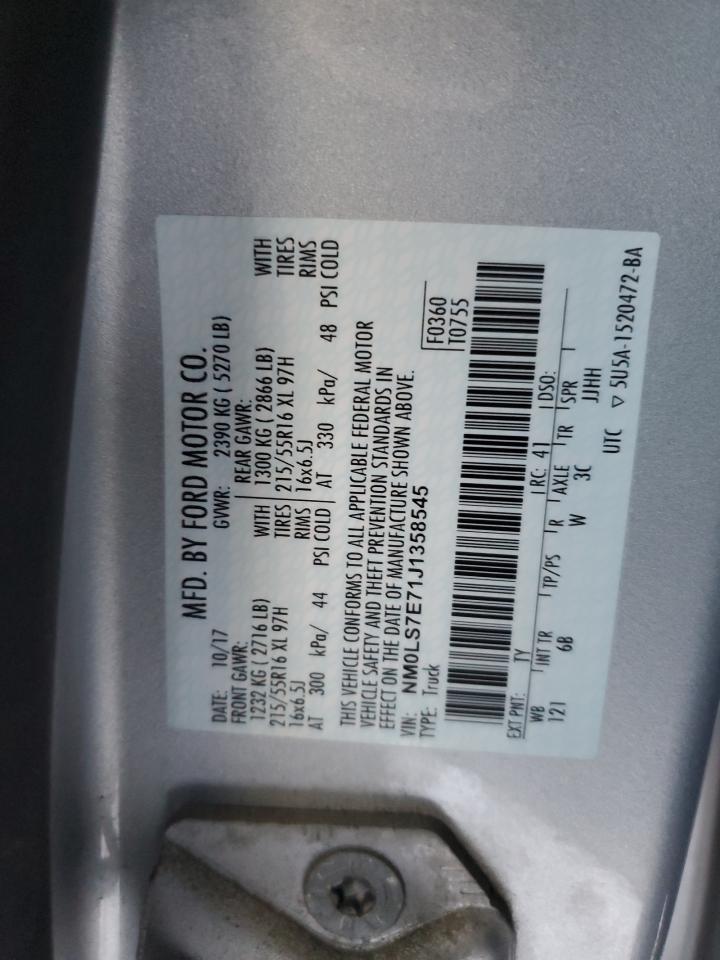 MFD. BY FORD MOTOR CO.
DATE: 10/17 GVWR: 2390 KG ( 5270 LB)
FRONT GAWR: REAR GAWR:
1232 KG ( 2716 LB) WITH 1300 KG ( 2866 LB) WITH
215/55R16 XL 97H TIRES 215/55R16 XL 97H TIRES
16x6.5J RIMS 16x6.5J RIMS
AT 300 kPa/ 44 PSI COLD AT 330 kPa/ 48 PSI COLD
THIS VEHICLE CONFORMS TO ALL APPLICABLE FEDERAL MOTOR
VEHICLE SAFETY AND THEFT PREVENTION STANDARDS IN
EFFECT ON THE DATE OF MANUFACTURE SHOWN ABOVE.
VIN: NM0LS7E71J1358545 F0360
TYPE: Truck T0755
EXT PNT: TY RC: 41 DSO:
WB INT TR TP/PS R AXLE TR SPR
121 6B W 3C JJHH
UTC ▽ 5U5A-1520472-BA